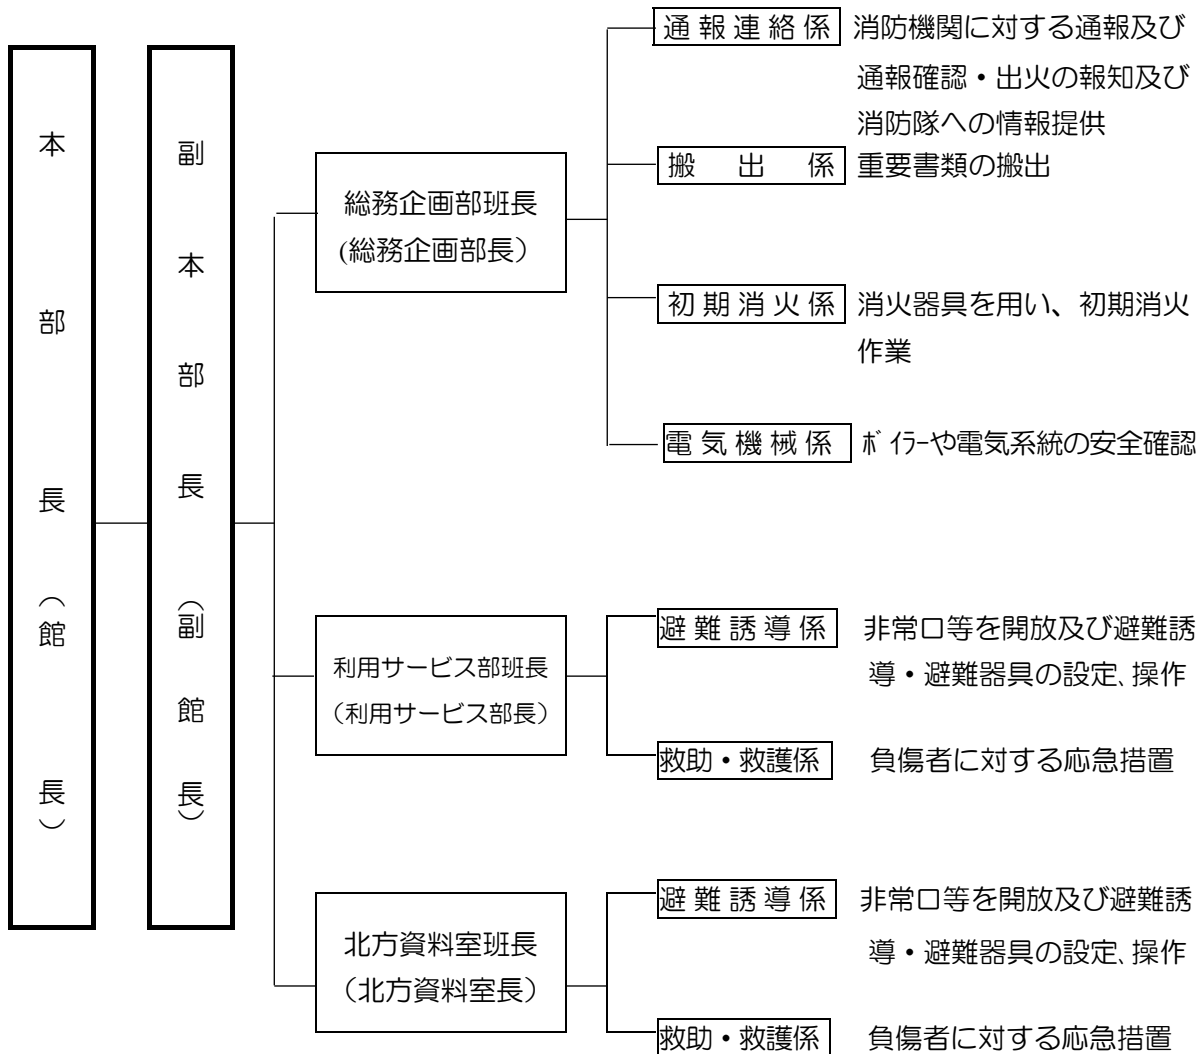 本部長(館長)
副本部長(副館長)
総務企画部班長
(総務企画部長)
通報連絡係
消防機関に対する通報及び
通報確認・出火の報知及び
消防隊への情報提供
搬出係
重要書類の搬出
初期消火係
消火器具を用い、初期消火
作業
電気機械係
ボイラーや電気系統の安全確認
利用サービス部班長
(利用サービス部長)
避難誘導係
非常口等を開放及び避難誘
導・避難器具の設定、操作
救助・救護係
負傷者に対する応急措置
北方資料室班長
(北方資料室長)
避難誘導係
非常口等を開放及び避難誘
導・避難器具の設定、操作
救助・救護係
負傷者に対する応急措置